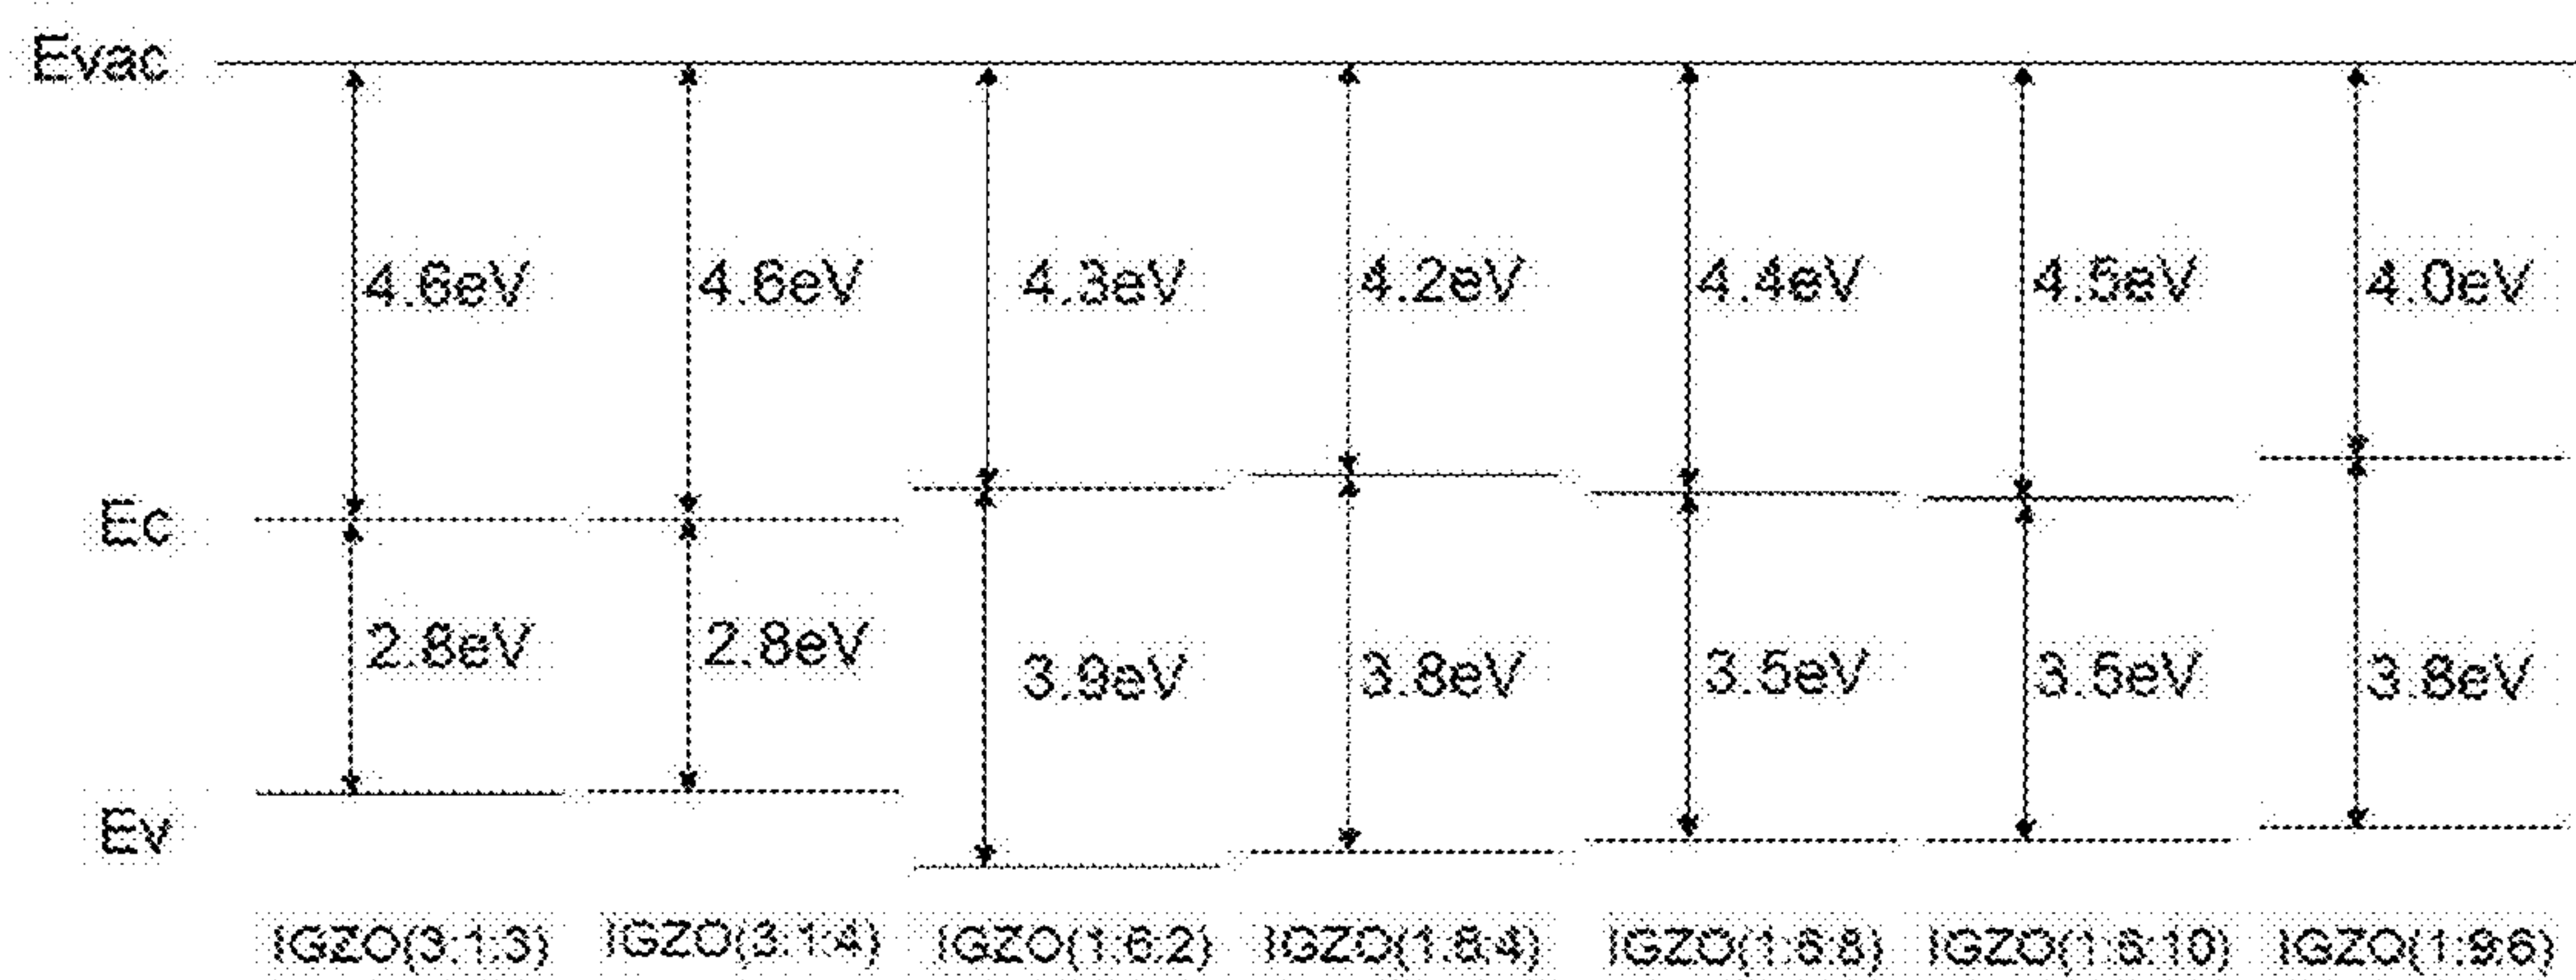 Evac
4.6eV 4.6eV 4.3eV 4.2eV 4.4eV 4.5eV 4.0eV
Ec
2.8eV 2.8eV 3.9eV 3.8eV 3.5eV 3.5eV 3.8eV
Ev
IGZO(3:1:3) IGZO(3:1:4) IGZO(1:6:2) IGZO(1:6:4) IGZO(1:6:8) IGZO(1:6:10) IGZO(1:9:6)